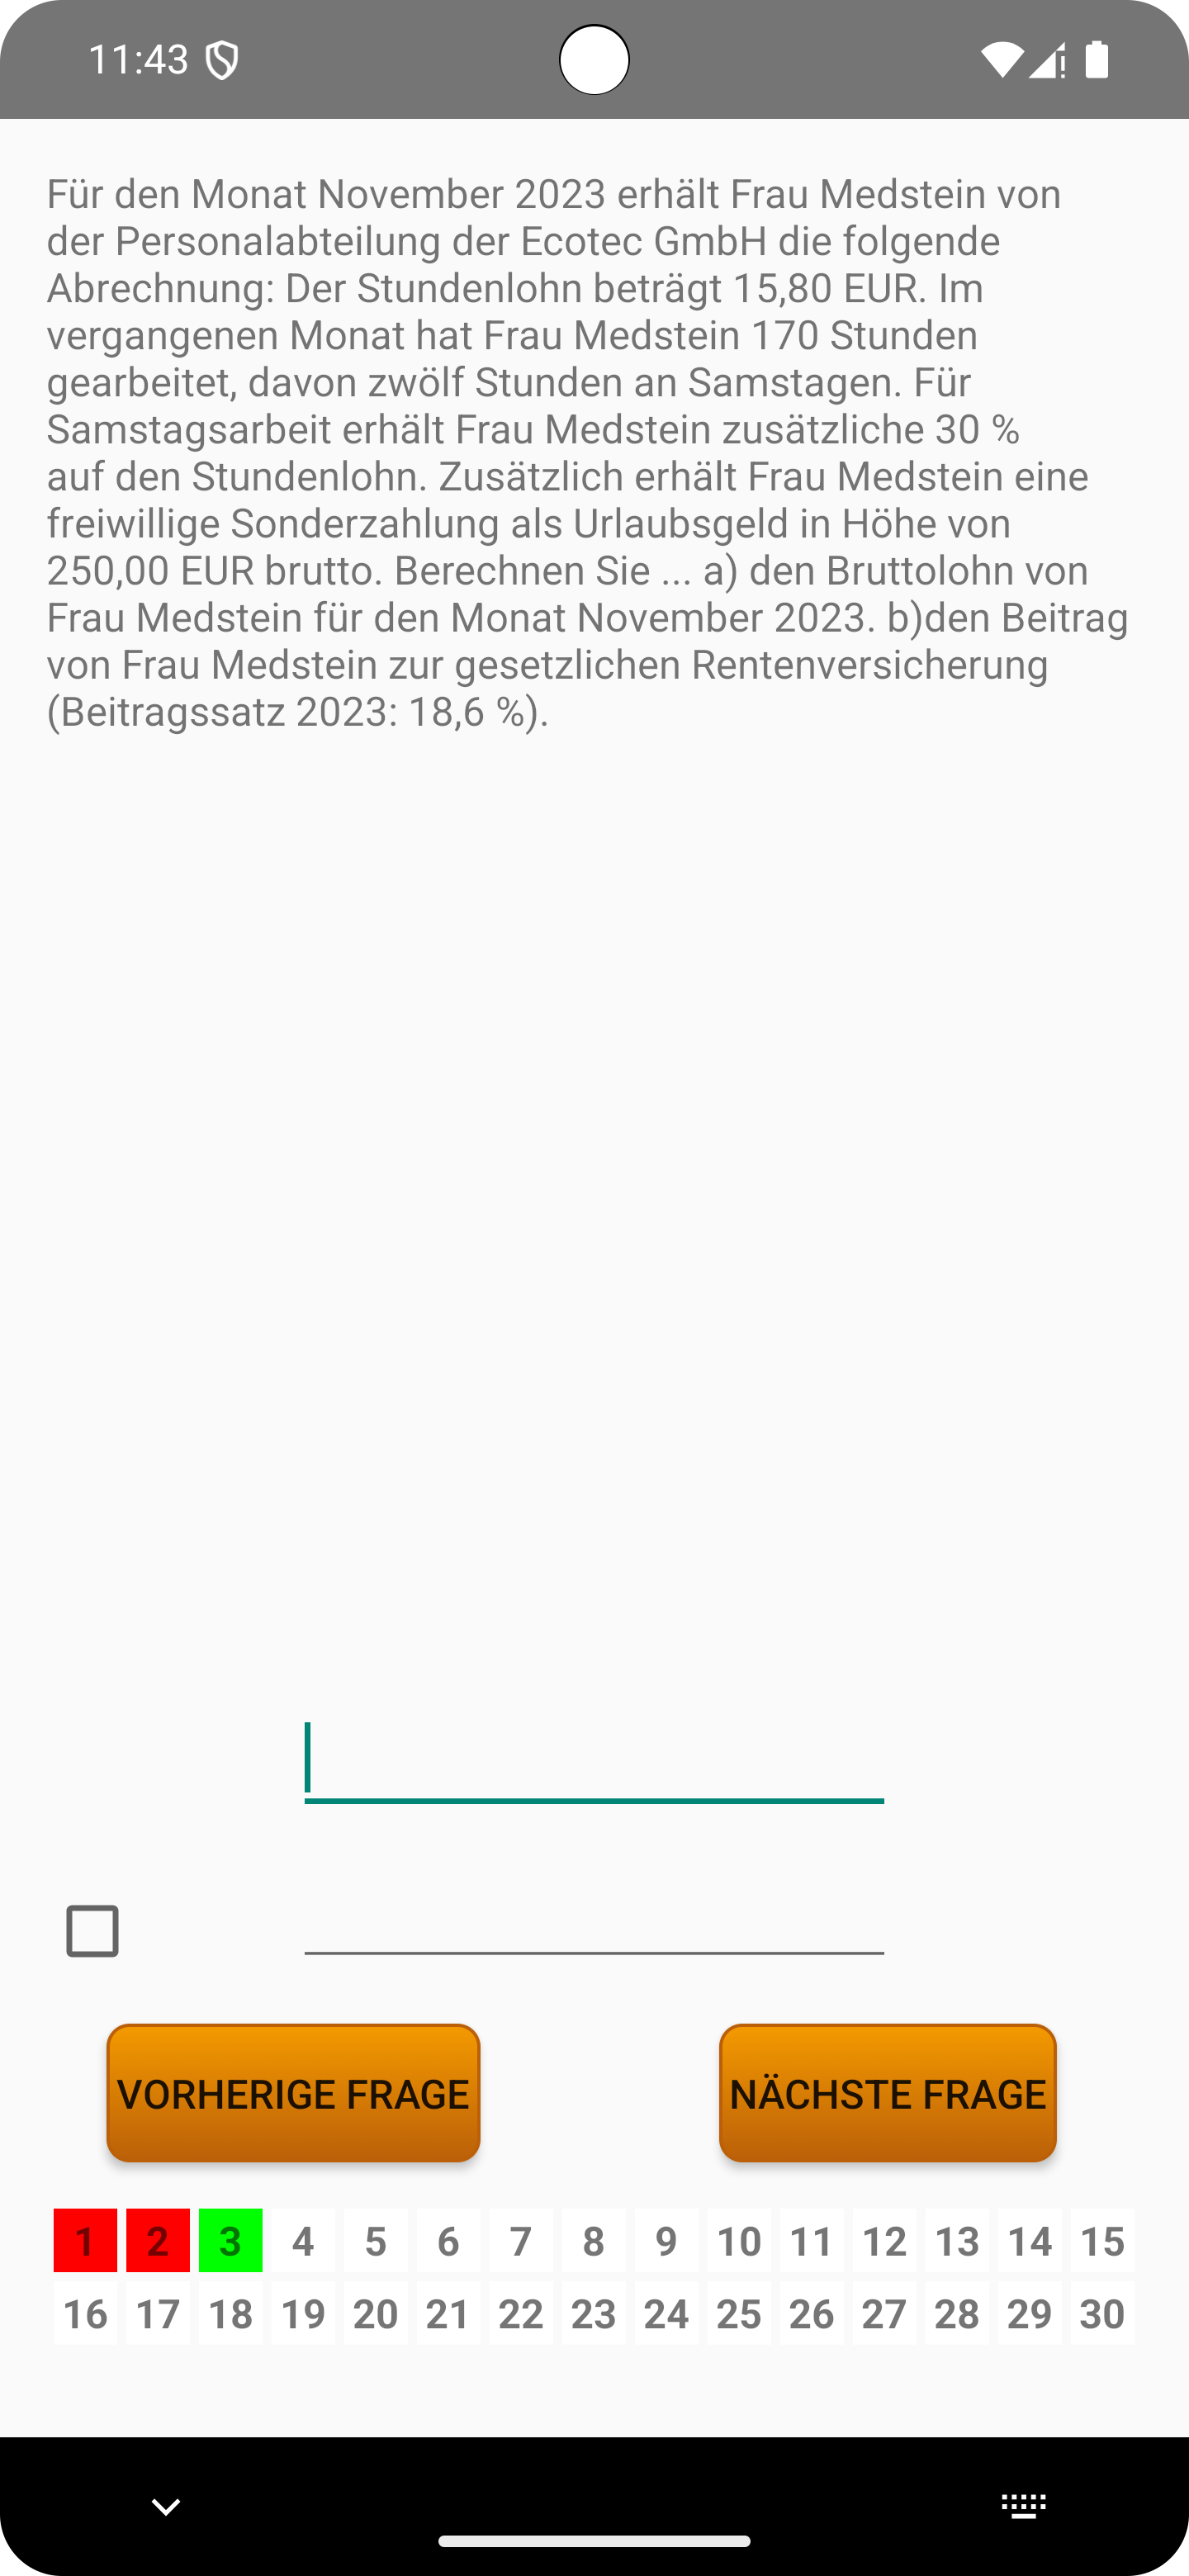 11:43
Für den Monat November 2023 erhält Frau Medstein von
der Personalabteilung der Ecotec GmbH die folgende
Abrechnung: Der Stundenlohn beträgt 15,80 EUR. Im
vergangenen Monat hat Frau Medstein 170 Stunden
gearbeitet, davon zwölf Stunden an Samstagen. Für
Samstagsarbeit erhält Frau Medstein zusätzliche 30 %
auf den Stundenlohn. Zusätzlich erhält Frau Medstein eine
freiwillige Sonderzahlung als Urlaubsgeld in Höhe von
250,00 EUR brutto. Berechnen Sie ... a) den Bruttolohn von
Frau Medstein für den Monat November 2023. b)den Beitrag
von Frau Medstein zur gesetzlichen Rentenversicherung
(Beitragssatz 2023: 18,6 %).
VORHERIGE FRAGE NÄCHSTE FRAGE
1 2 3 4 5 6 7 8 9 10 11 12 13 14 15
16 17 18 19 20 21 22 23 24 25 26 27 28 29 30